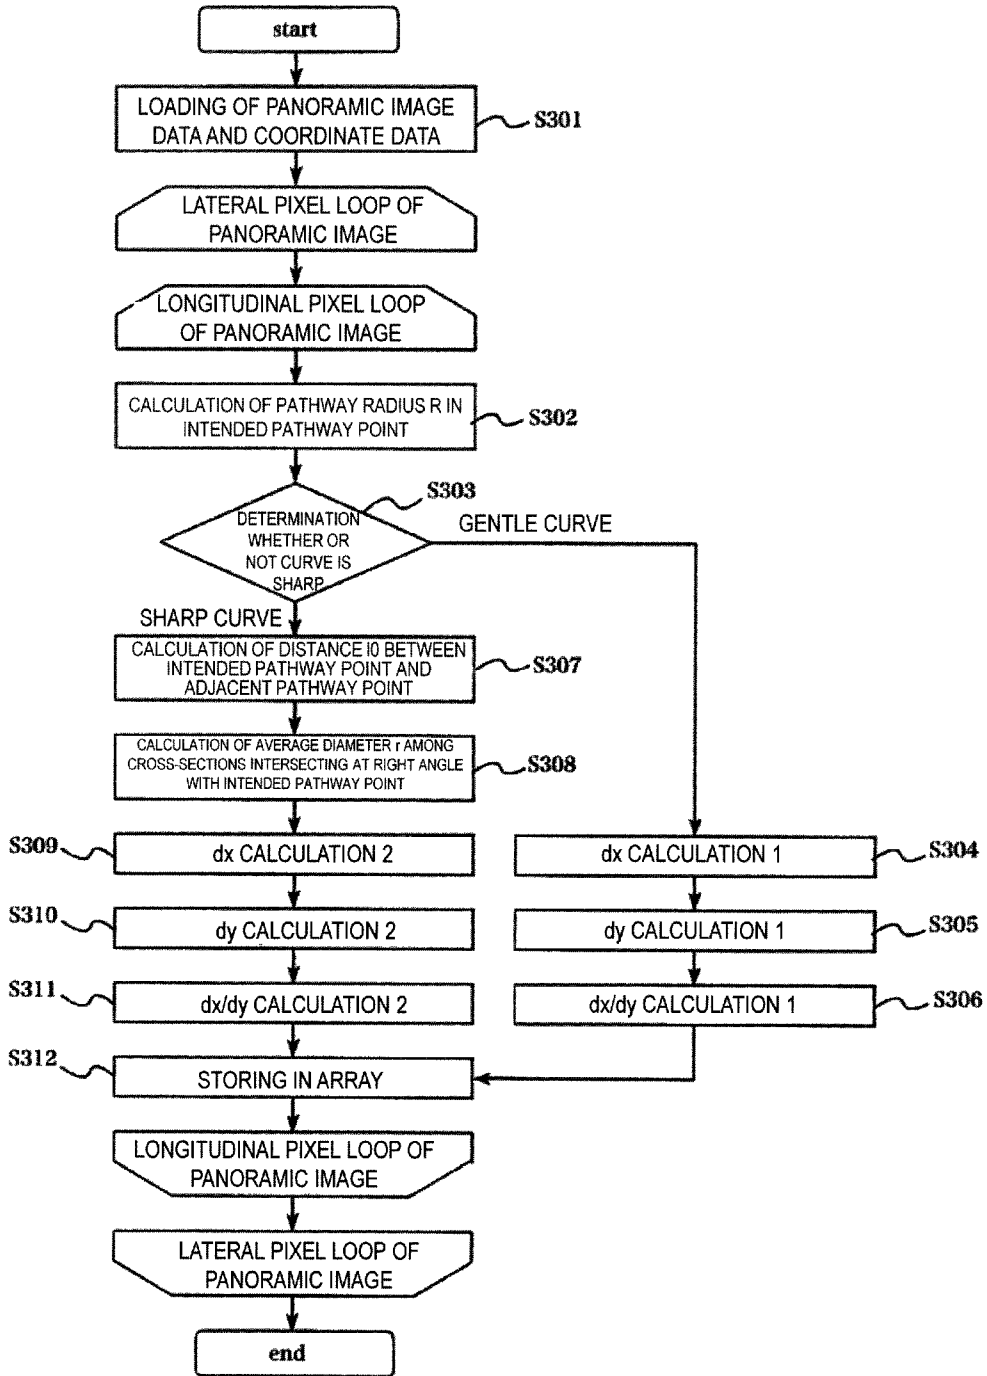 start
LOADING OF PANORAMIC IMAGE
DATA AND COORDINATE DATA
S301
LATERAL PIXEL LOOP OF
PANORAMIC IMAGE
LONGITUDINAL PIXEL LOOP
OF PANORAMIC IMAGE
CALCULATION OF PATHWAY RADIUS R IN
INTENDED PATHWAY POINT
S302
S303
DETERMINATION
WHETHER OR
NOT CURVE IS
SHARP
GENTLE CURVE
SHARP CURVE
CALCULATION OF DISTANCE l0 BETWEEN
INTENDED PATHWAY POINT AND
ADJACENT PATHWAY POINT
S307
CALCULATION OF AVERAGE DIAMETER r AMONG
CROSS-SECTIONS INTERSECTING AT RIGHT ANGLE
WITH INTENDED PATHWAY POINT
S308
S309
dx CALCULATION 2
dx CALCULATION 1
S304
S310
dy CALCULATION 2
dy CALCULATION 1
S305
S311
dx/dy CALCULATION 2
dx/dy CALCULATION 1
S306
S312
STORING IN ARRAY
LONGITUDINAL PIXEL LOOP OF
PANORAMIC IMAGE
LATERAL PIXEL LOOP OF
PANORAMIC IMAGE
end